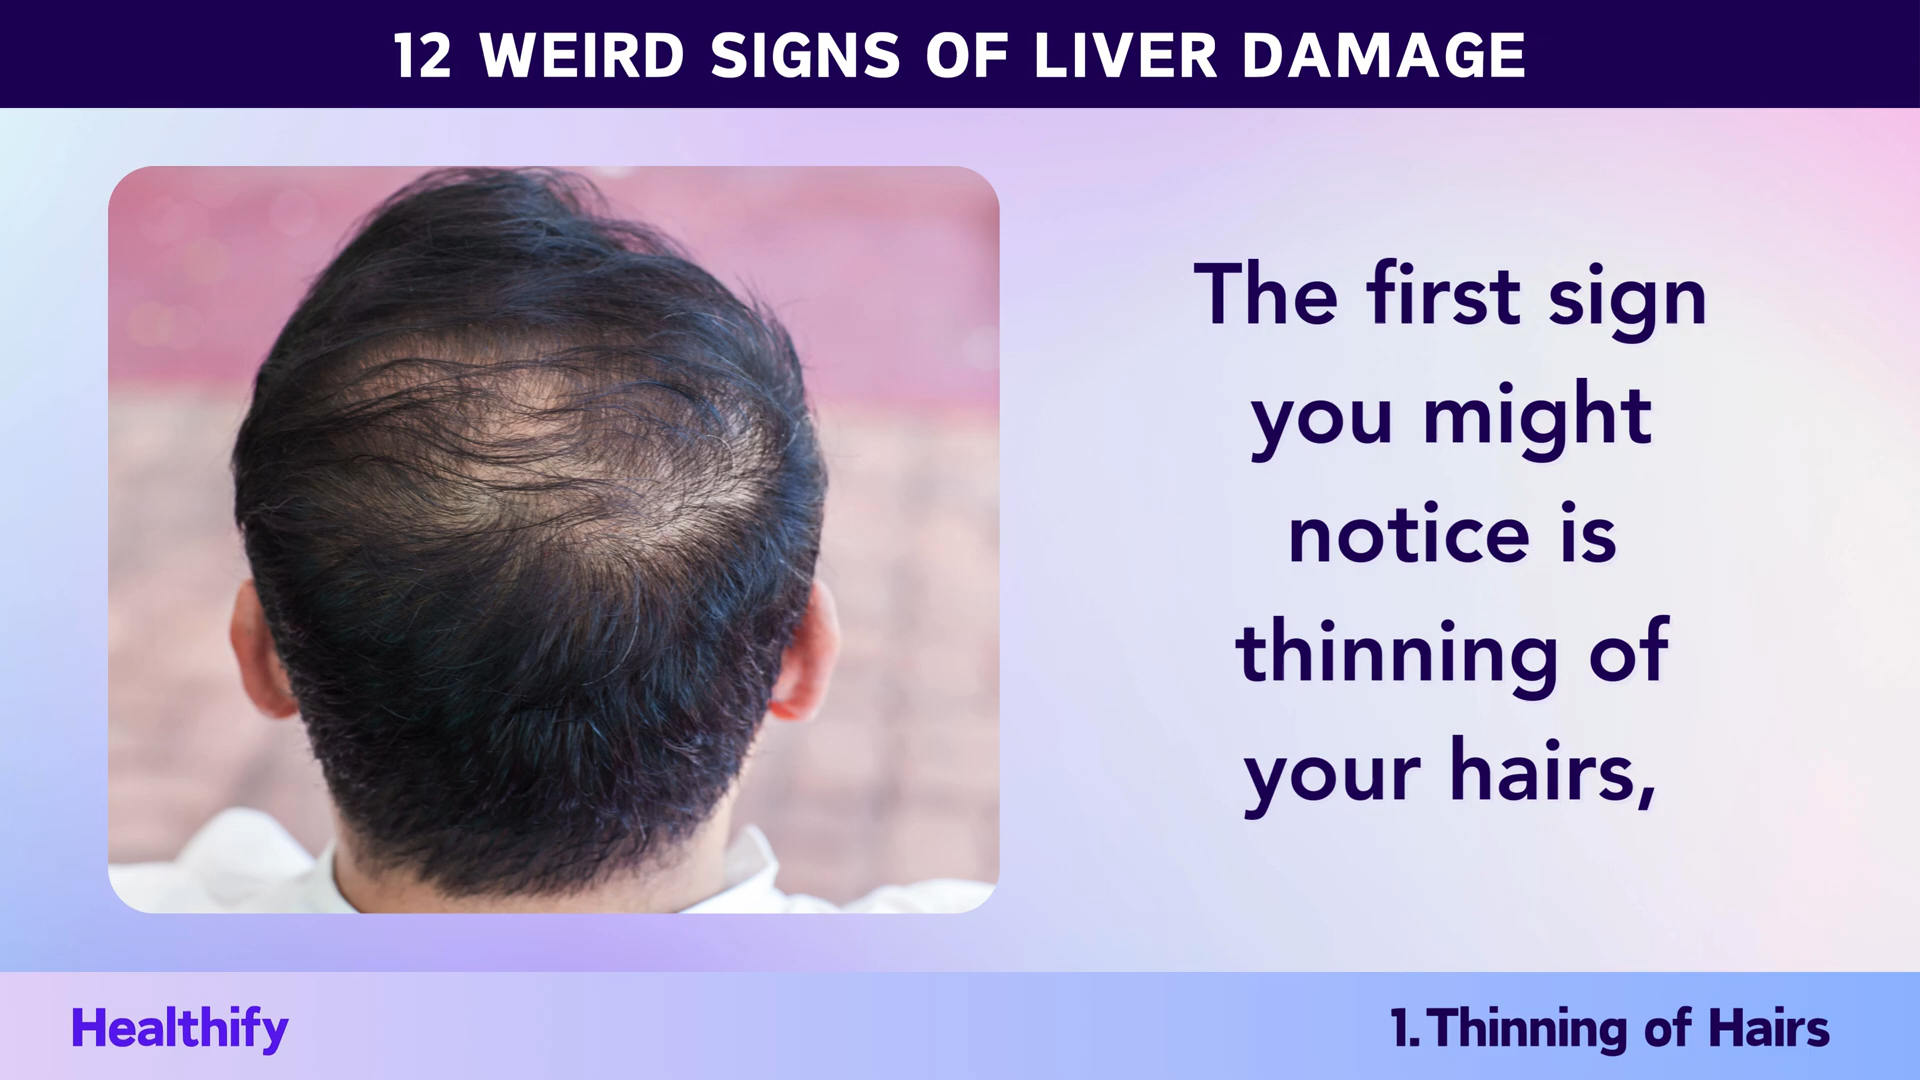 12 WEIRD SIGNS OF LIVER DAMAGE
The first sign
you might
notice is
thinning of
your hairs,
Healthify
1. Thinning of Hairs